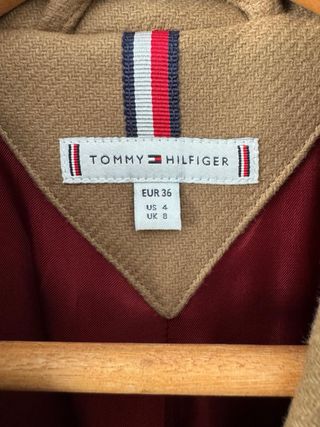 TOMMY HILFIGER
EUR 36
US 4
UK 8